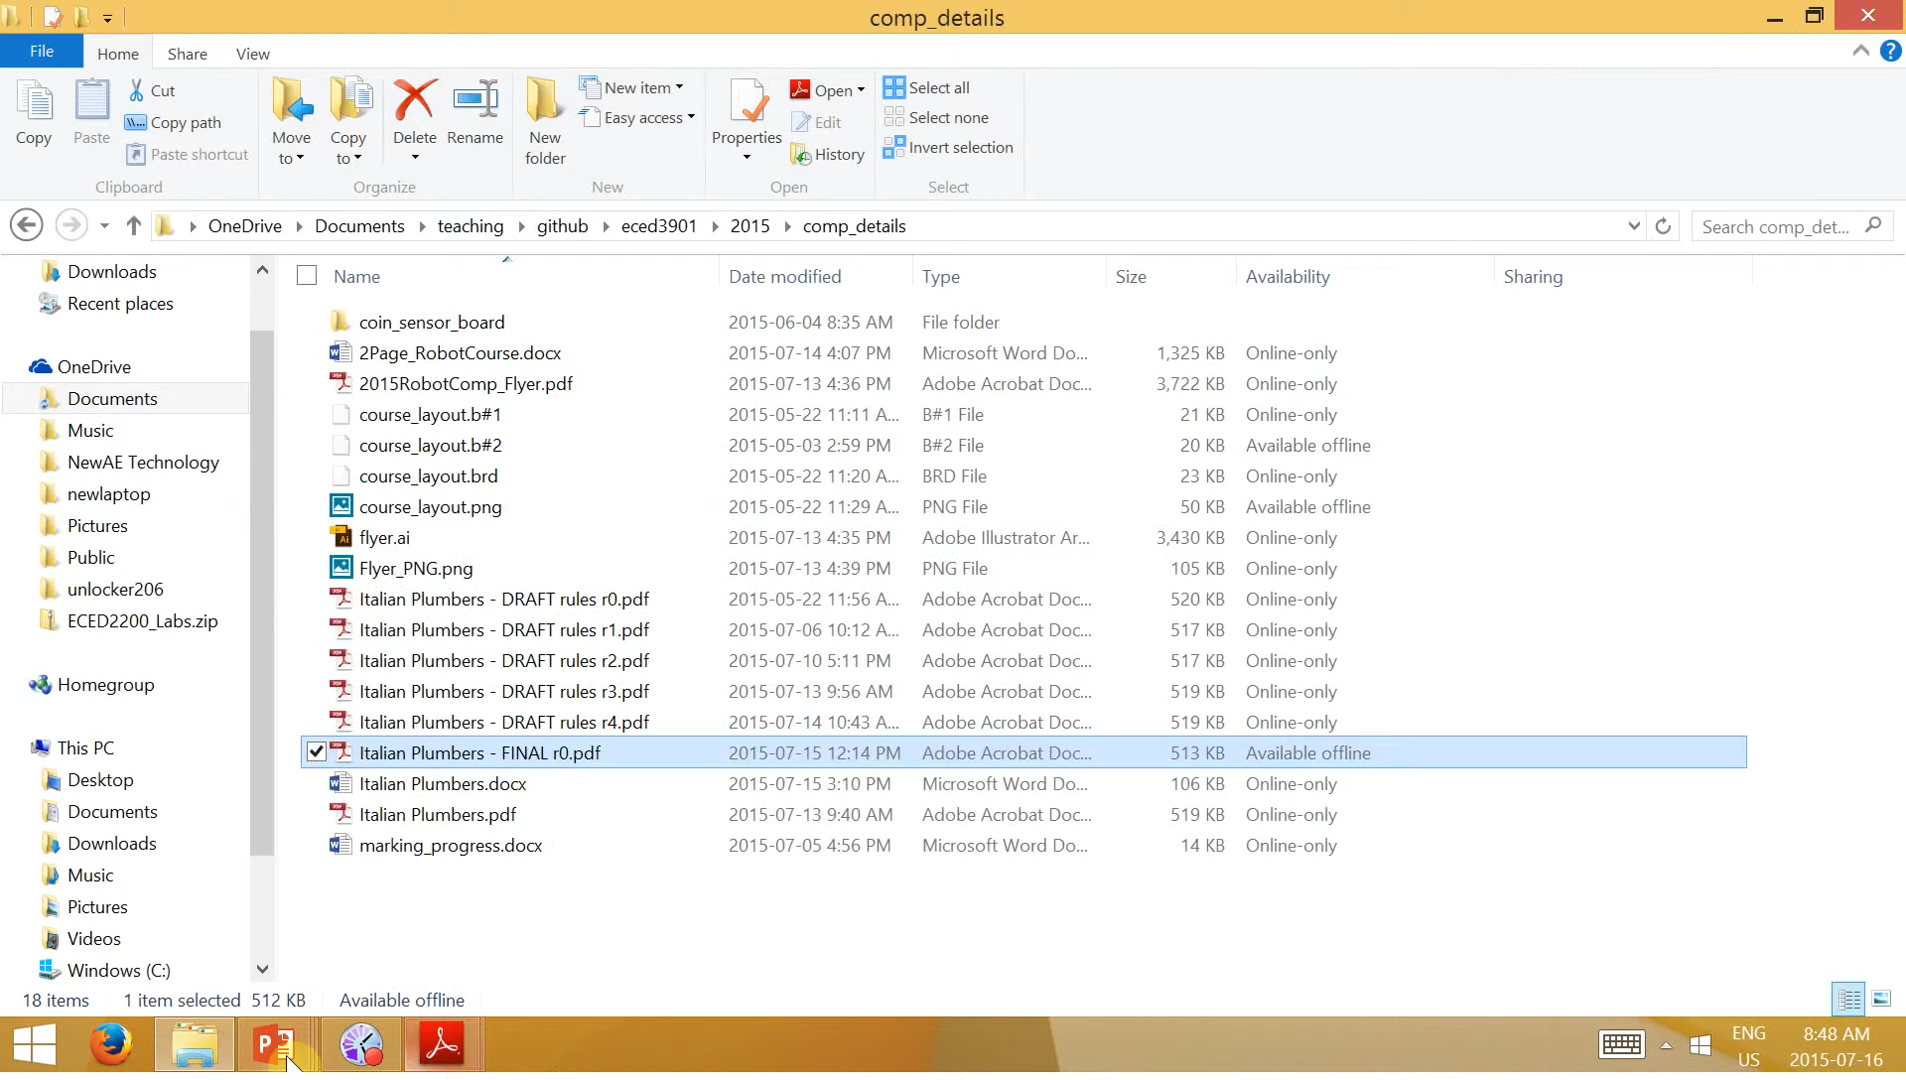 comp_details
File
Home
Share
View
Copy
Paste
Cut
Copy path
Paste shortcut
Clipboard
Move to
Copy to
Delete
Rename
Organize
New folder
New item
Easy access
New
Properties
Open
Edit
History
Open
Select all
Select none
Invert selection
Select
OneDrive Documents teaching github eced3901 2015 comp_details
Search comp_det...
Downloads
Recent places
OneDrive
Documents
Music
NewAE Technology
newlaptop
Pictures
Public
unlocker206
ECED2200_Labs.zip
Homegroup
This PC
Desktop
Documents
Downloads
Music
Pictures
Videos
Windows (C:)
Name Date modified Type Size Availability Sharing
coin_sensor_board 2015-06-04 8:35 AM File folder
2Page_RobotCourse.docx 2015-07-14 4:07 PM Microsoft Word Do... 1,325 KB Online-only
2015RobotComp_Flyer.pdf 2015-07-13 4:36 PM Adobe Acrobat Doc... 3,722 KB Online-only
course_layout.b#1 2015-05-22 11:11 A... B#1 File 21 KB Online-only
course_layout.b#2 2015-05-03 2:59 PM B#2 File 20 KB Available offline
course_layout.brd 2015-05-22 11:20 A... BRD File 23 KB Online-only
course_layout.png 2015-05-22 11:29 A... PNG File 50 KB Available offline
flyer.ai 2015-07-13 4:35 PM Adobe Illustrator Ar... 3,430 KB Online-only
Flyer_PNG.png 2015-07-13 4:39 PM PNG File 105 KB Online-only
Italian Plumbers - DRAFT rules r0.pdf 2015-05-22 11:56 A... Adobe Acrobat Doc... 520 KB Online-only
Italian Plumbers - DRAFT rules r1.pdf 2015-07-06 10:12 A... Adobe Acrobat Doc... 517 KB Online-only
Italian Plumbers - DRAFT rules r2.pdf 2015-07-10 5:11 PM Adobe Acrobat Doc... 517 KB Online-only
Italian Plumbers - DRAFT rules r3.pdf 2015-07-13 9:56 AM Adobe Acrobat Doc... 519 KB Online-only
Italian Plumbers - DRAFT rules r4.pdf 2015-07-14 10:43 A... Adobe Acrobat Doc... 519 KB Online-only
Italian Plumbers - FINAL r0.pdf 2015-07-15 12:14 PM Adobe Acrobat Doc... 513 KB Available offline
Italian Plumbers.docx 2015-07-15 3:10 PM Microsoft Word Do... 106 KB Online-only
Italian Plumbers.pdf 2015-07-13 9:40 AM Adobe Acrobat Doc... 519 KB Online-only
marking_progress.docx 2015-07-05 4:56 PM Microsoft Word Do... 14 KB Online-only
18 items 1 item selected 512 KB Available offline
ENG 8:48 AM
US 2015-07-16